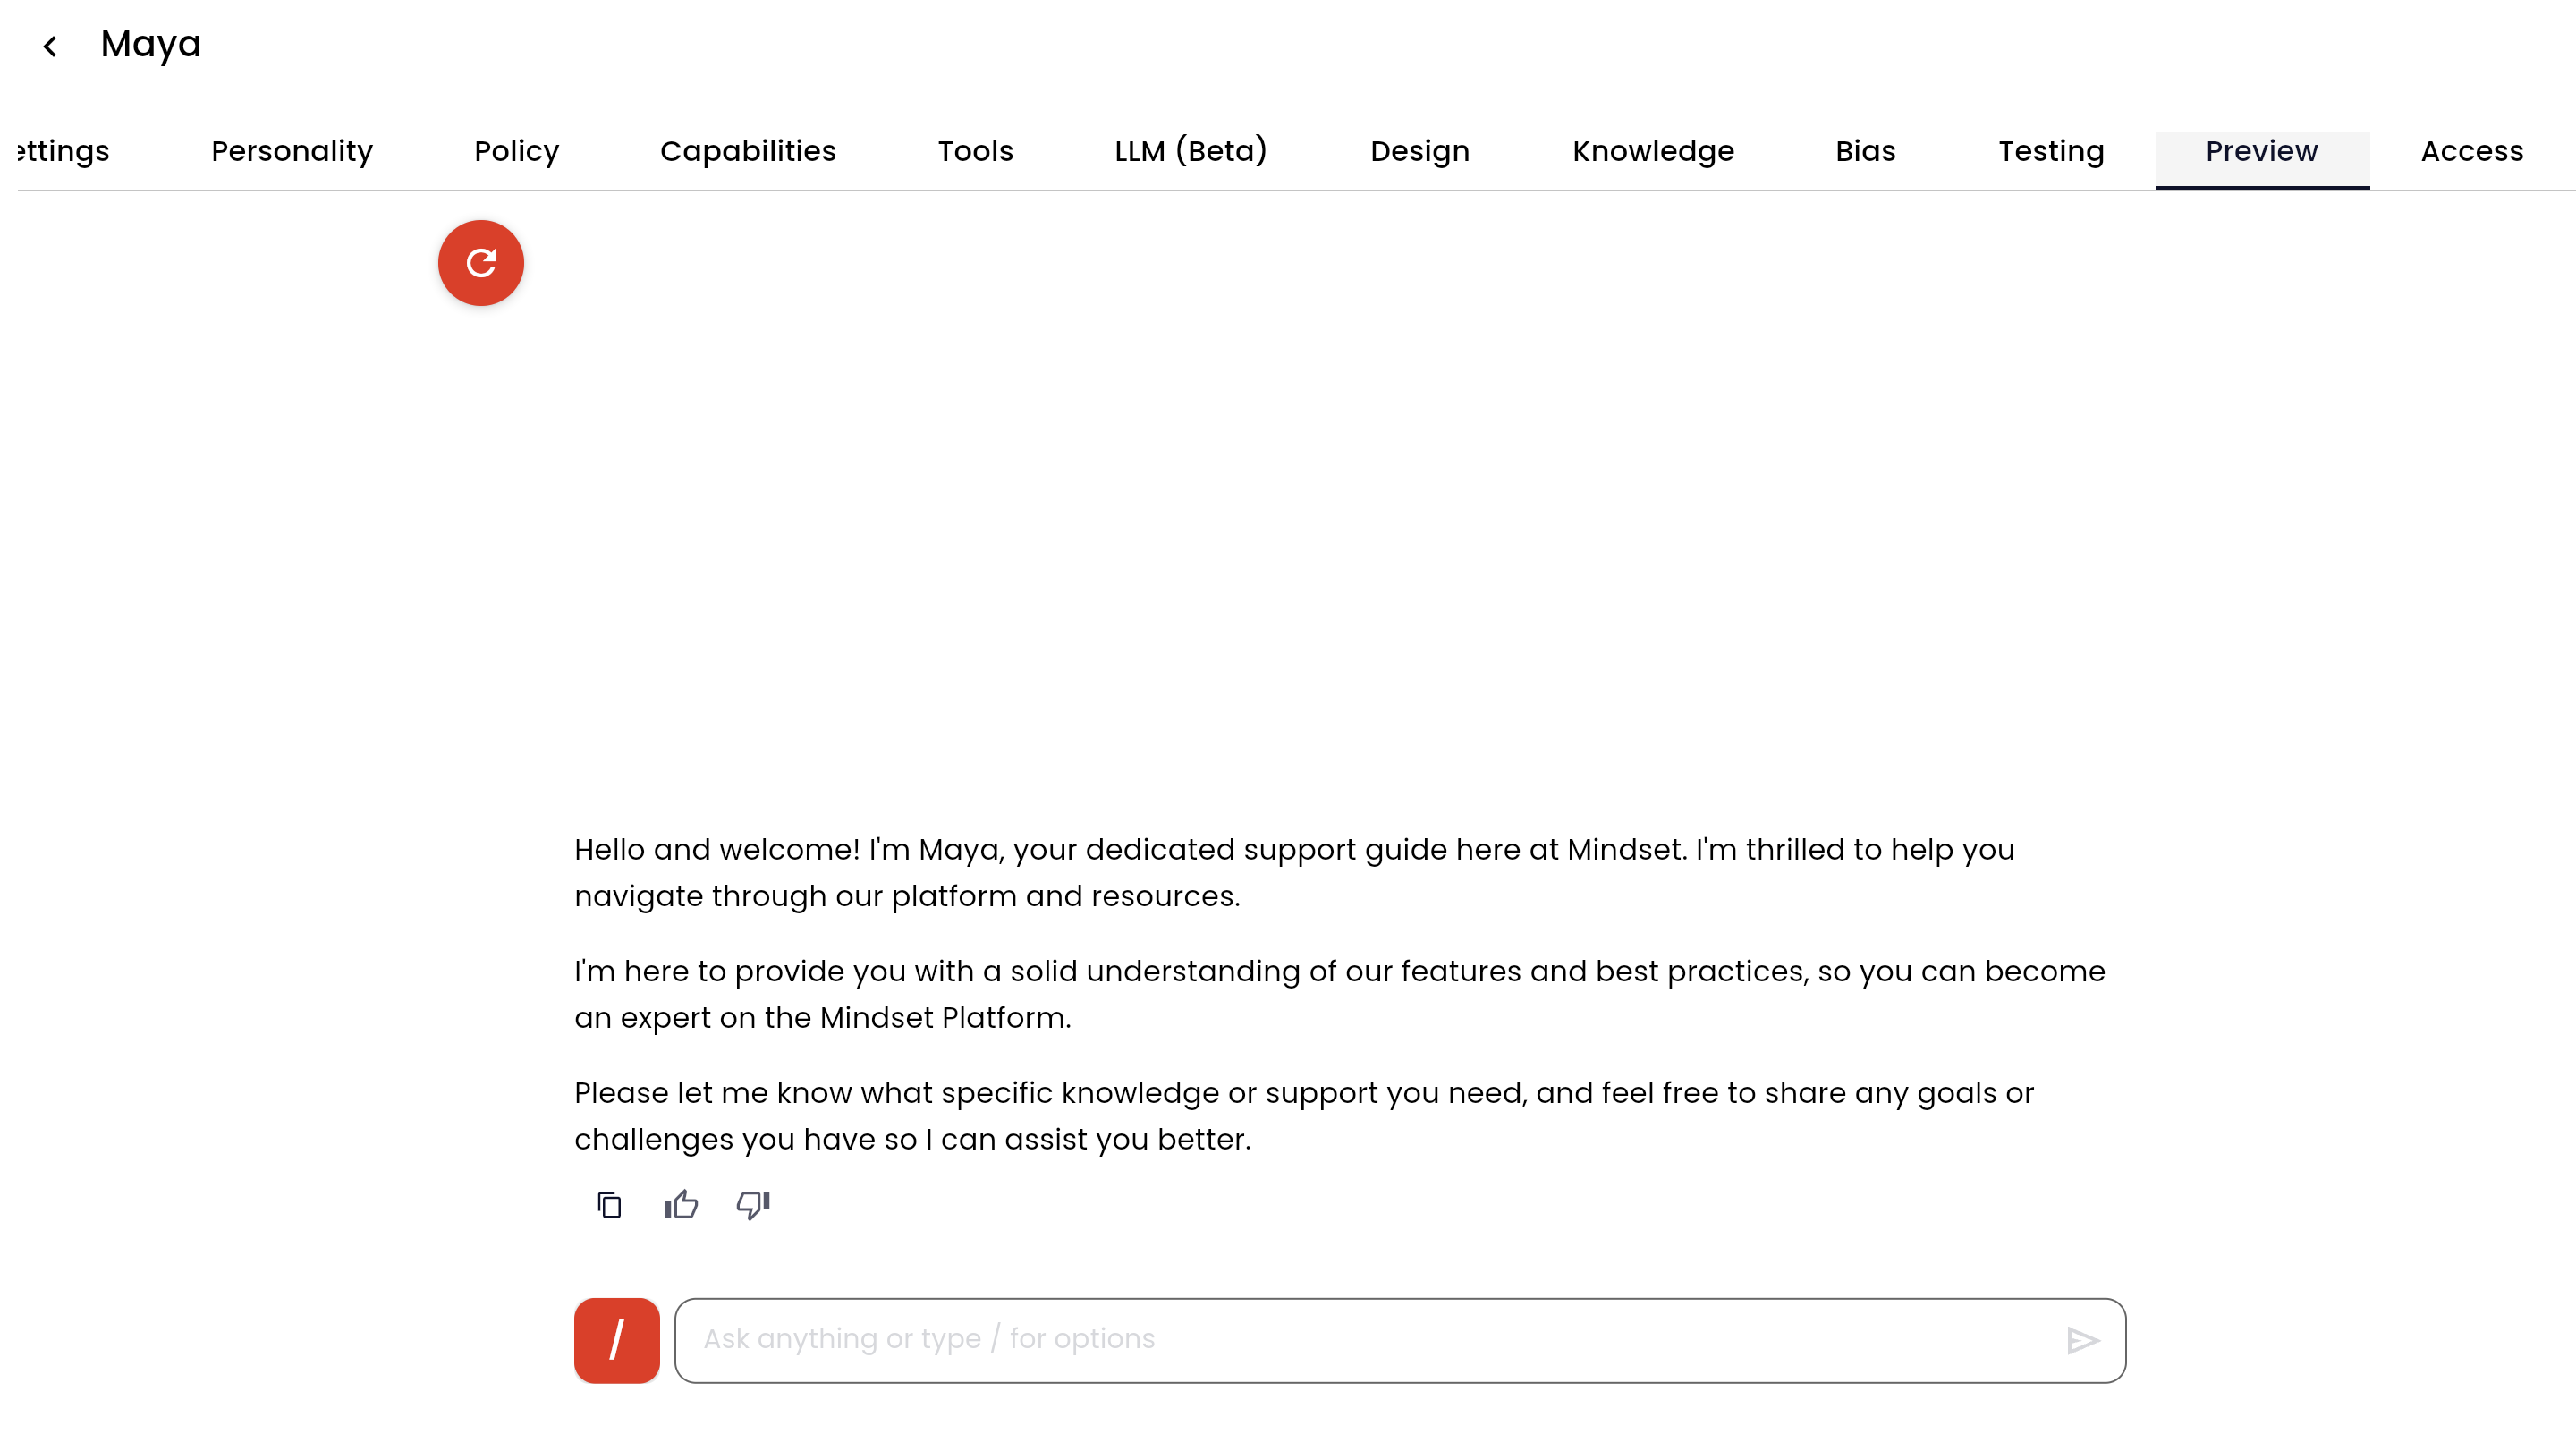 Maya
ettings Personality Policy Capabilities Tools LLM (Beta) Design Knowledge Bias Testing Preview Access
Hello and welcome! I'm Maya, your dedicated support guide here at Mindset. I'm thrilled to help you
navigate through our platform and resources.
I'm here to provide you with a solid understanding of our features and best practices, so you can become
an expert on the Mindset Platform.
Please let me know what specific knowledge or support you need, and feel free to share any goals or
challenges you have so I can assist you better.
/
Ask anything or type / for options